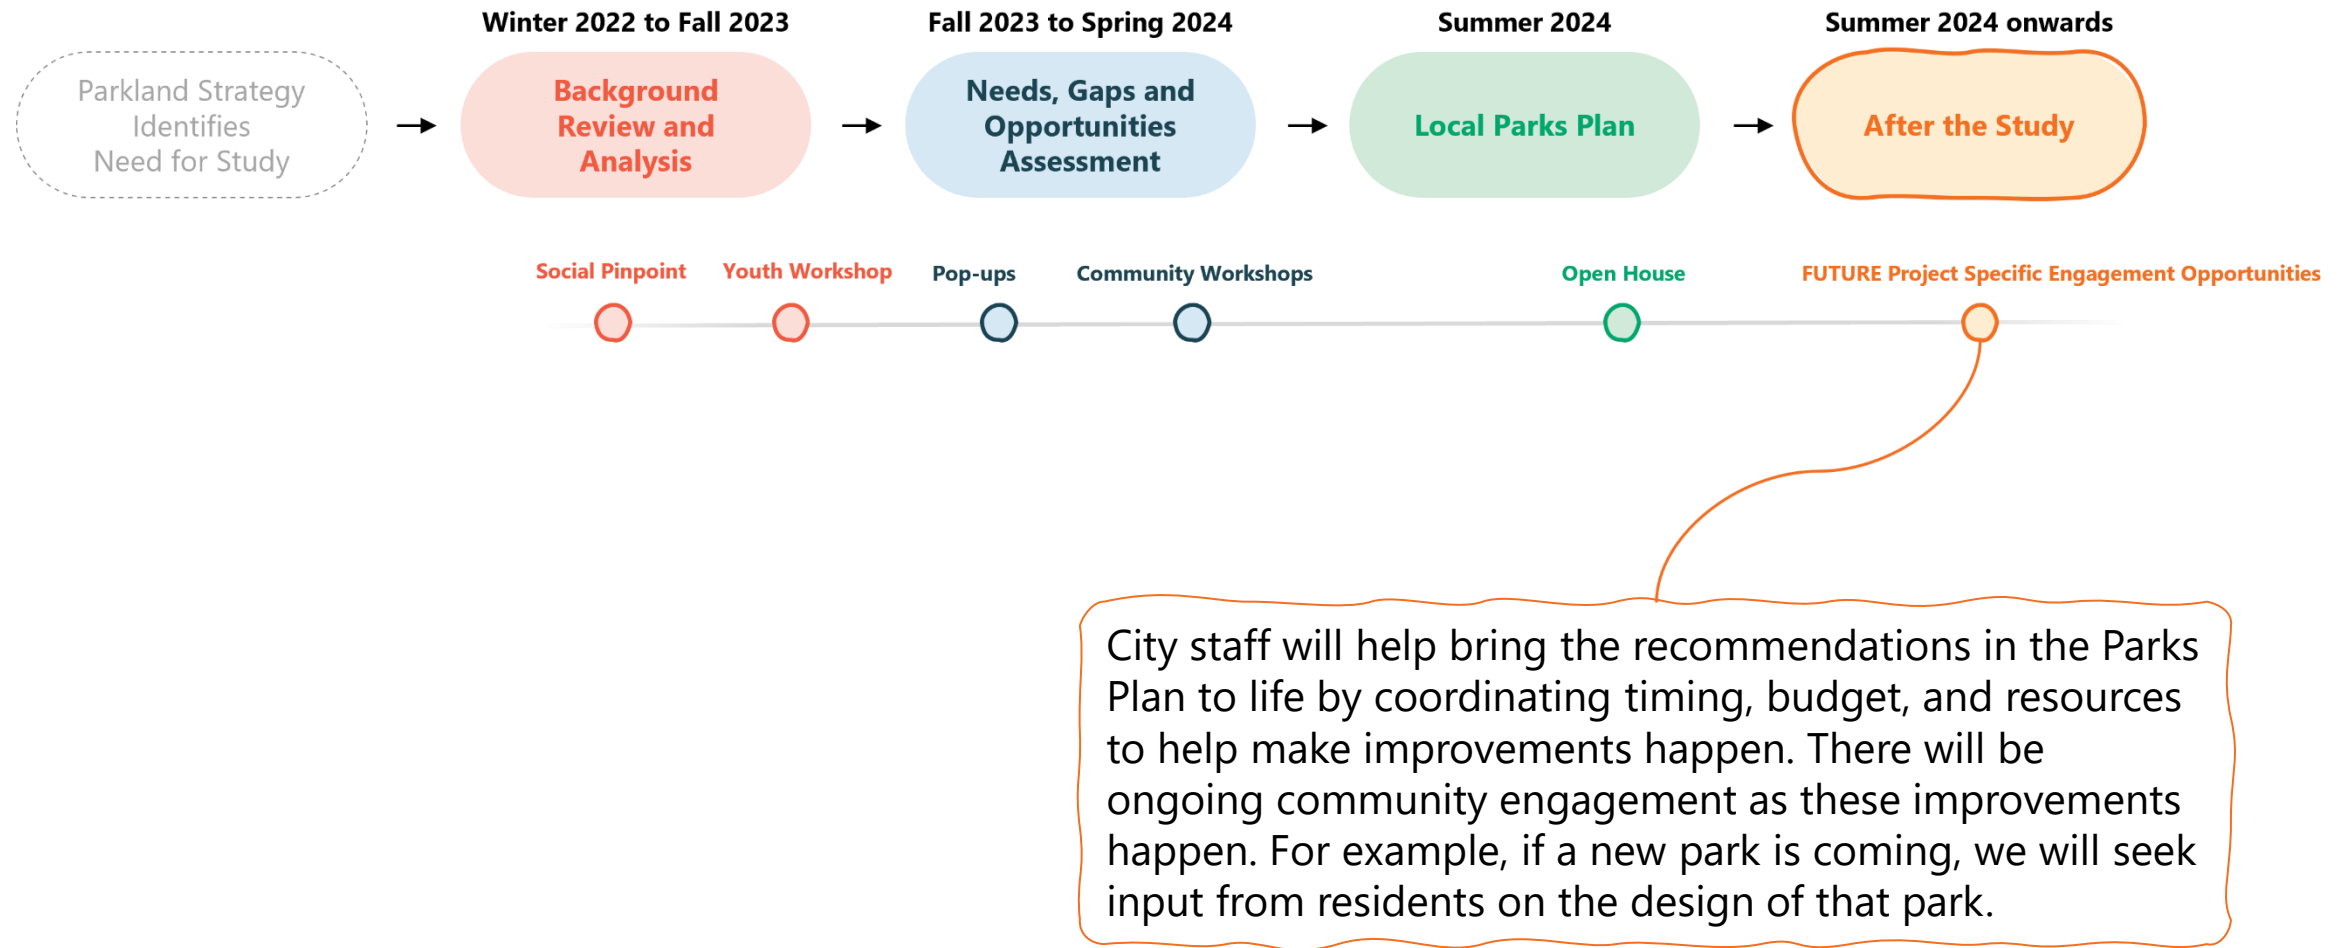 Winter 2022 to Fall 2023
Fall 2023 to Spring 2024
Summer 2024
Summer 2024 onwards
Parkland Strategy
Identifies
Need for Study
Background
Review and
Analysis
Needs, Gaps and
Opportunities
Assessment
Local Parks Plan
After the Study
Social Pinpoint
Youth Workshop
Pop-ups
Community Workshops
Open House
FUTURE Project Specific Engagement Opportunities
City staff will help bring the recommendations in the Parks
Plan to life by coordinating timing, budget, and resources
to help make improvements happen. There will be
ongoing community engagement as these improvements
happen. For example, if a new park is coming, we will seek
input from residents on the design of that park.